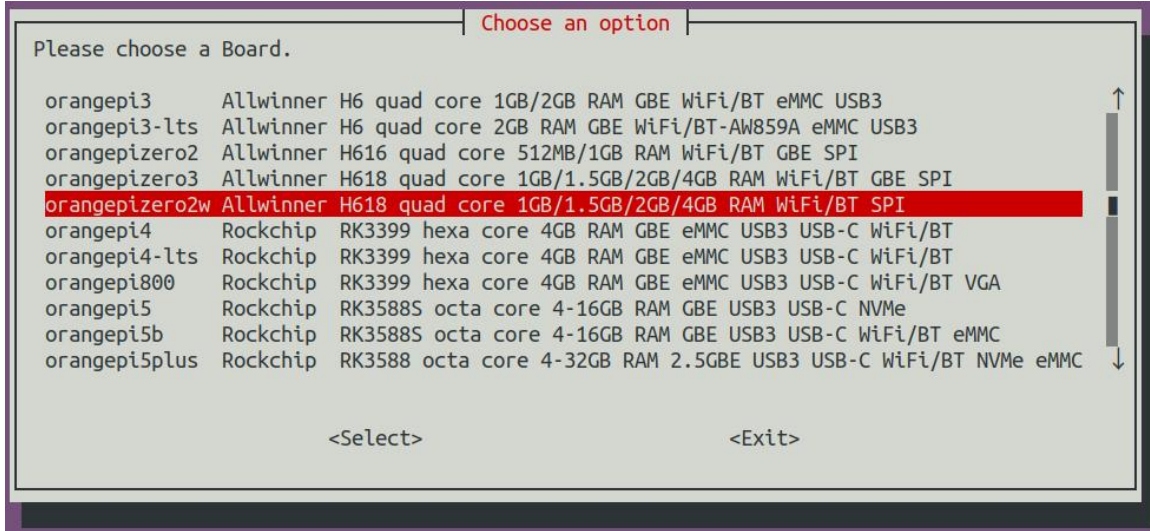 Choose an option
Please choose a Board.
orangepi3 Allwinner H6 quad core 1GB/2GB RAM GBE WiFi/BT eMMC USB3
orangepi3-lts Allwinner H6 quad core 2GB RAM GBE WiFi/BT-AW859A eMMC USB3
orangepizero2 Allwinner H616 quad core 512MB/1GB RAM WiFi/BT GBE SPI
orangepizero3 Allwinner H618 quad core 1GB/1.5GB/2GB/4GB RAM WiFi/BT GBE SPI
orangepizero2w Allwinner H618 quad core 1GB/1.5GB/2GB/4GB RAM WiFi/BT SPI
orangepi4 Rockchip RK3399 hexa core 4GB RAM GBE eMMC USB3 USB-C WiFi/BT
orangepi4-lts Rockchip RK3399 hexa core 4GB RAM GBE eMMC USB3 USB-C WiFi/BT
orangepi800 Rockchip RK3399 hexa core 4GB RAM GBE eMMC USB3 USB-C WiFi/BT VGA
orangepi5 Rockchip RK3588S octa core 4-16GB RAM GBE USB3 USB-C NVMe
orangepi5b Rockchip RK3588S octa core 4-16GB RAM GBE USB3 USB-C WiFi/BT eMMC
orangepi5plus Rockchip RK3588 octa core 4-32GB RAM 2.5GBE USB3 USB-C WiFi/BT NVMe eMMC
<Select> <Exit>